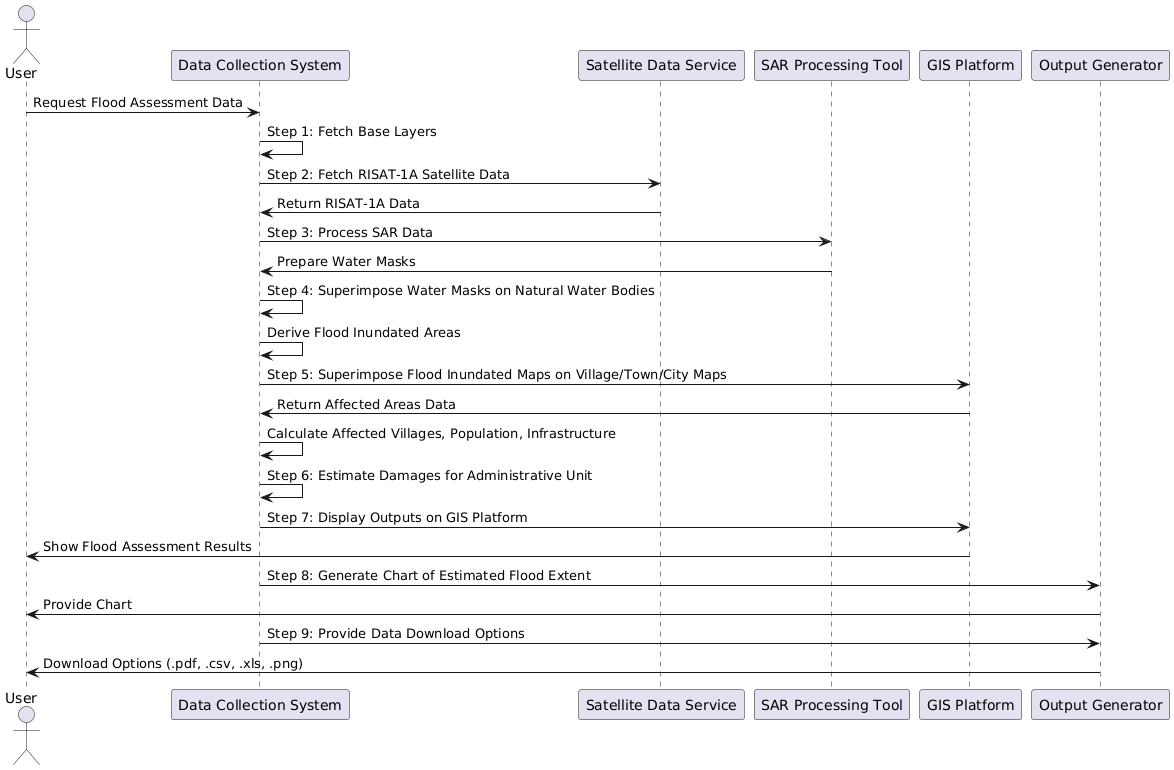 User
Data Collection System
Satellite Data Service
SAR Processing Tool
GIS Platform
Output Generator
Request Flood Assessment Data
Step 1: Fetch Base Layers
Step 2: Fetch RISAT-1A Satellite Data
Return RISAT-1A Data
Step 3: Process SAR Data
Prepare Water Masks
Step 4: Superimpose Water Masks on Natural Water Bodies
Derive Flood Inundated Areas
Step 5: Superimpose Flood Inundated Maps on Village/Town/City Maps
Return Affected Areas Data
Calculate Affected Villages, Population, Infrastructure
Step 6: Estimate Damages for Administrative Unit
Step 7: Display Outputs on GIS Platform
Show Flood Assessment Results
Step 8: Generate Chart of Estimated Flood Extent
Provide Chart
Step 9: Provide Data Download Options
Download Options (.pdf, .csv, .xls, .png)
User
Data Collection System
Satellite Data Service
SAR Processing Tool
GIS Platform
Output Generator